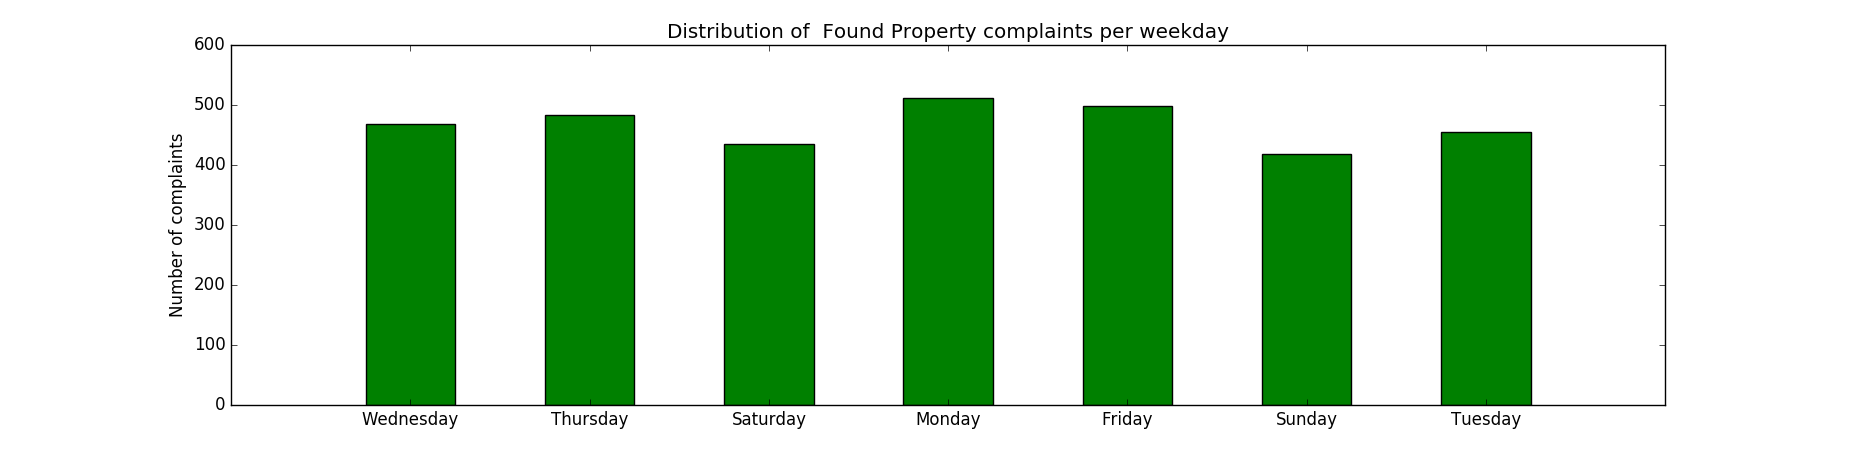 Distribution of  Found Property complaints per weekday
600
500
400
300
200
100
0
Number of complaints
Wednesday Thursday Saturday Monday Friday Sunday Tuesday